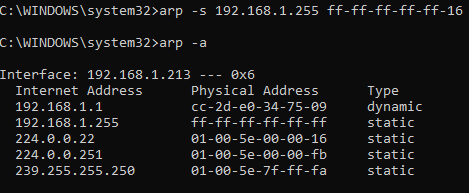 C:\WINDOWS\system32>arp -s 192.168.1.255 ff-ff-ff-ff-ff-16
C:\WINDOWS\system32>arp -a
Interface: 192.168.1.213 --- 0x6
Internet Address Physical Address Type
192.168.1.1 cc-2d-e0-34-75-09 dynamic
192.168.1.255 ff-ff-ff-ff-ff-ff static
224.0.0.22 01-00-5e-00-00-16 static
224.0.0.251 01-00-5e-00-00-fb static
239.255.255.250 01-00-5e-7f-ff-fa static